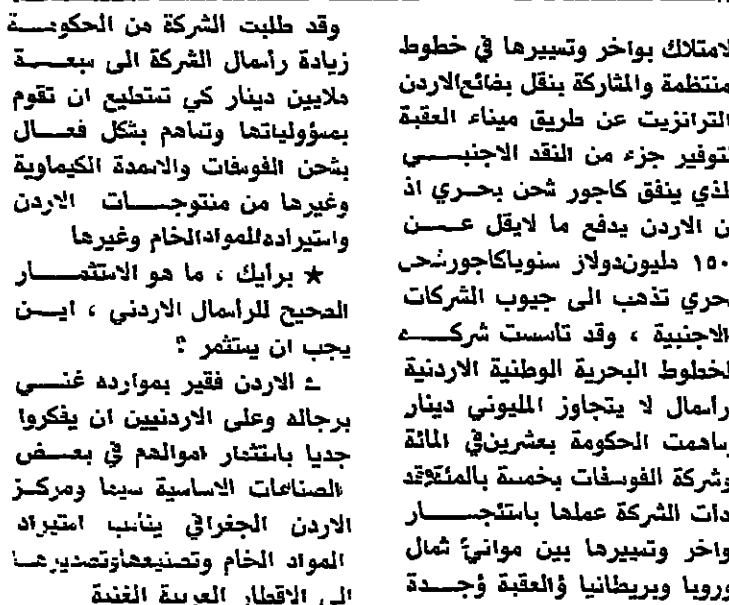 لامتلاك بواخر وتسييرها في خطوط
منتظمة والمشاركة بنقل بضائع الاردن
الترانزيت عن طريق ميناء العقبة
لتوفير جزء من النقد الاجنبي
لذي ينفق كاجور شحن بحري اذ
ن الاردن يدفع ما لايقل عن
١٥٠ مليون دولار سنويا كاجور شحن
بحري تذهب الى جيوب الشركات
الاجنبية ، وقد تاسست شركة
لخطوط البحرية الوطنية الاردنية
رأسمال لا يتجاوز المليوني دينار
ساهمت الحكومة بعشرين في المائة
وشركة الفوسفات بخمسة بالمئة وقد
دات الشركة عملها باستئجار
واخر وتسييرها بين موانئ شمال
وروبا وبريطانيا والعقبة وجدة
وقد طلبت الشركة من الحكومة
زيادة رأسمال الشركة الى سبعة
ملايين دينار كي تستطيع ان تقوم
بمسؤولياتها وتساهم بشكل فعال
بشحن الفوسفات والاسمدة الكيماوية
وغيرها من منتوجات الاردن
واستيراده للمواد الخام وغيرها
★ برأيك ، ما هو الاستثمار
الصحيح للرأسمال الاردني ، اين
يجب ان يستثمر ؟
ـ الاردن فقير بموارده غني
برجاله وعلى الاردنيين ان يفكروا
جديا باستثمار اموالهم في بعض
الصناعات الاساسية سيما ومركز
الاردن الجغرافي يناسب استيراد
المواد الخام وتصنيعها وتصديرها
الى الاقطار العربية الغنية